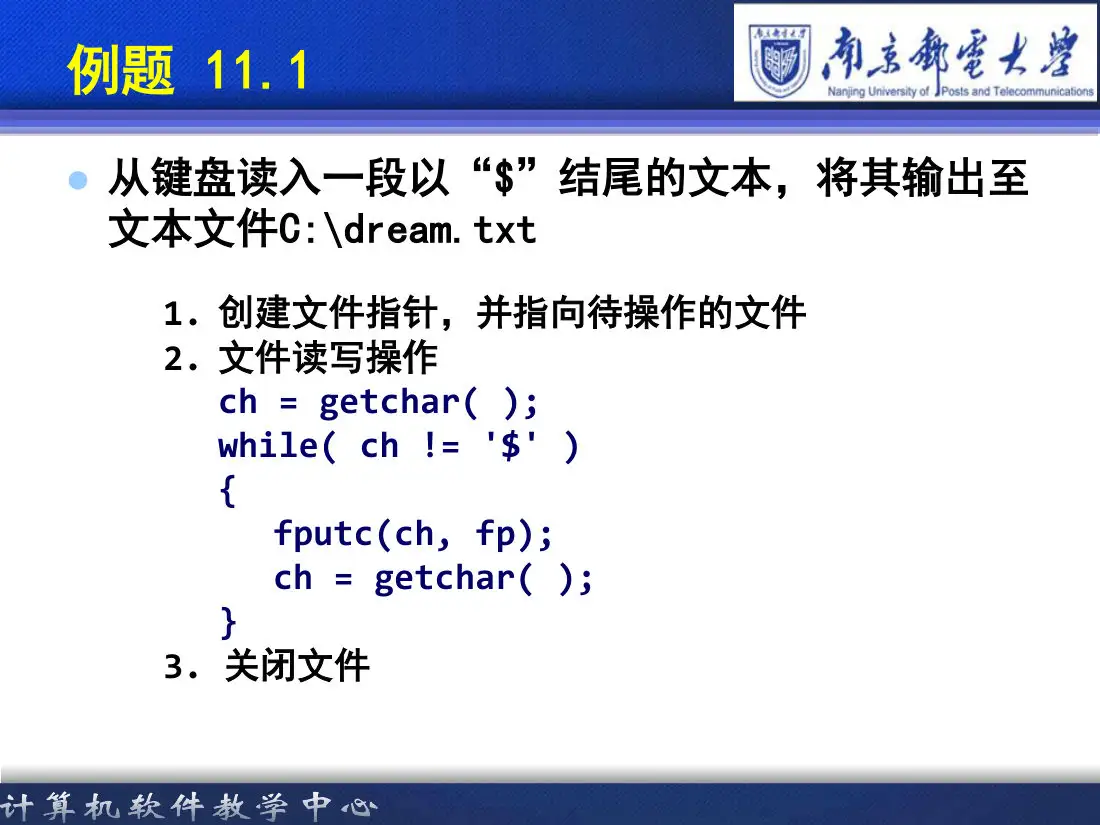 例题 11.1
南京邮电大学
Nanjing University of Posts and Telecommunications
从键盘读入一段以“$”结尾的文本，将其输出至
文本文件C:\dream.txt
1. 创建文件指针，并指向待操作的文件
2. 文件读写操作
ch = getchar( );
while( ch != '$' )
{
fputc(ch, fp);
ch = getchar( );
}
3. 关闭文件
计算机软件教学中心